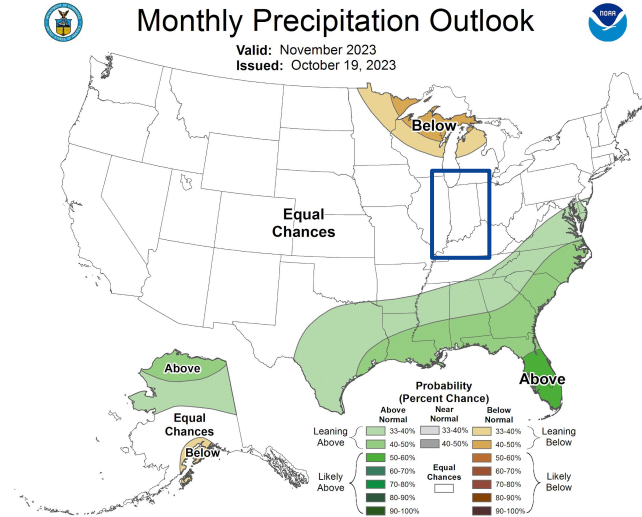 Monthly Precipitation Outlook
NOAA
Valid: November 2023
Issued: October 19, 2023
Below
Equal
Chances
Above
Equal
Chances
Below
Above
Probability
(Percent Chance)
Above Normal
Near Normal
Below Normal
Leaning Above
33-40%
40-50%
33-40%
40-50%
33-40%
40-50%
Leaning Below
Likely Above
50-60%
60-70%
70-80%
80-90%
90-100%
Equal Chances
50-60%
60-70%
70-80%
80-90%
90-100%
Likely Below